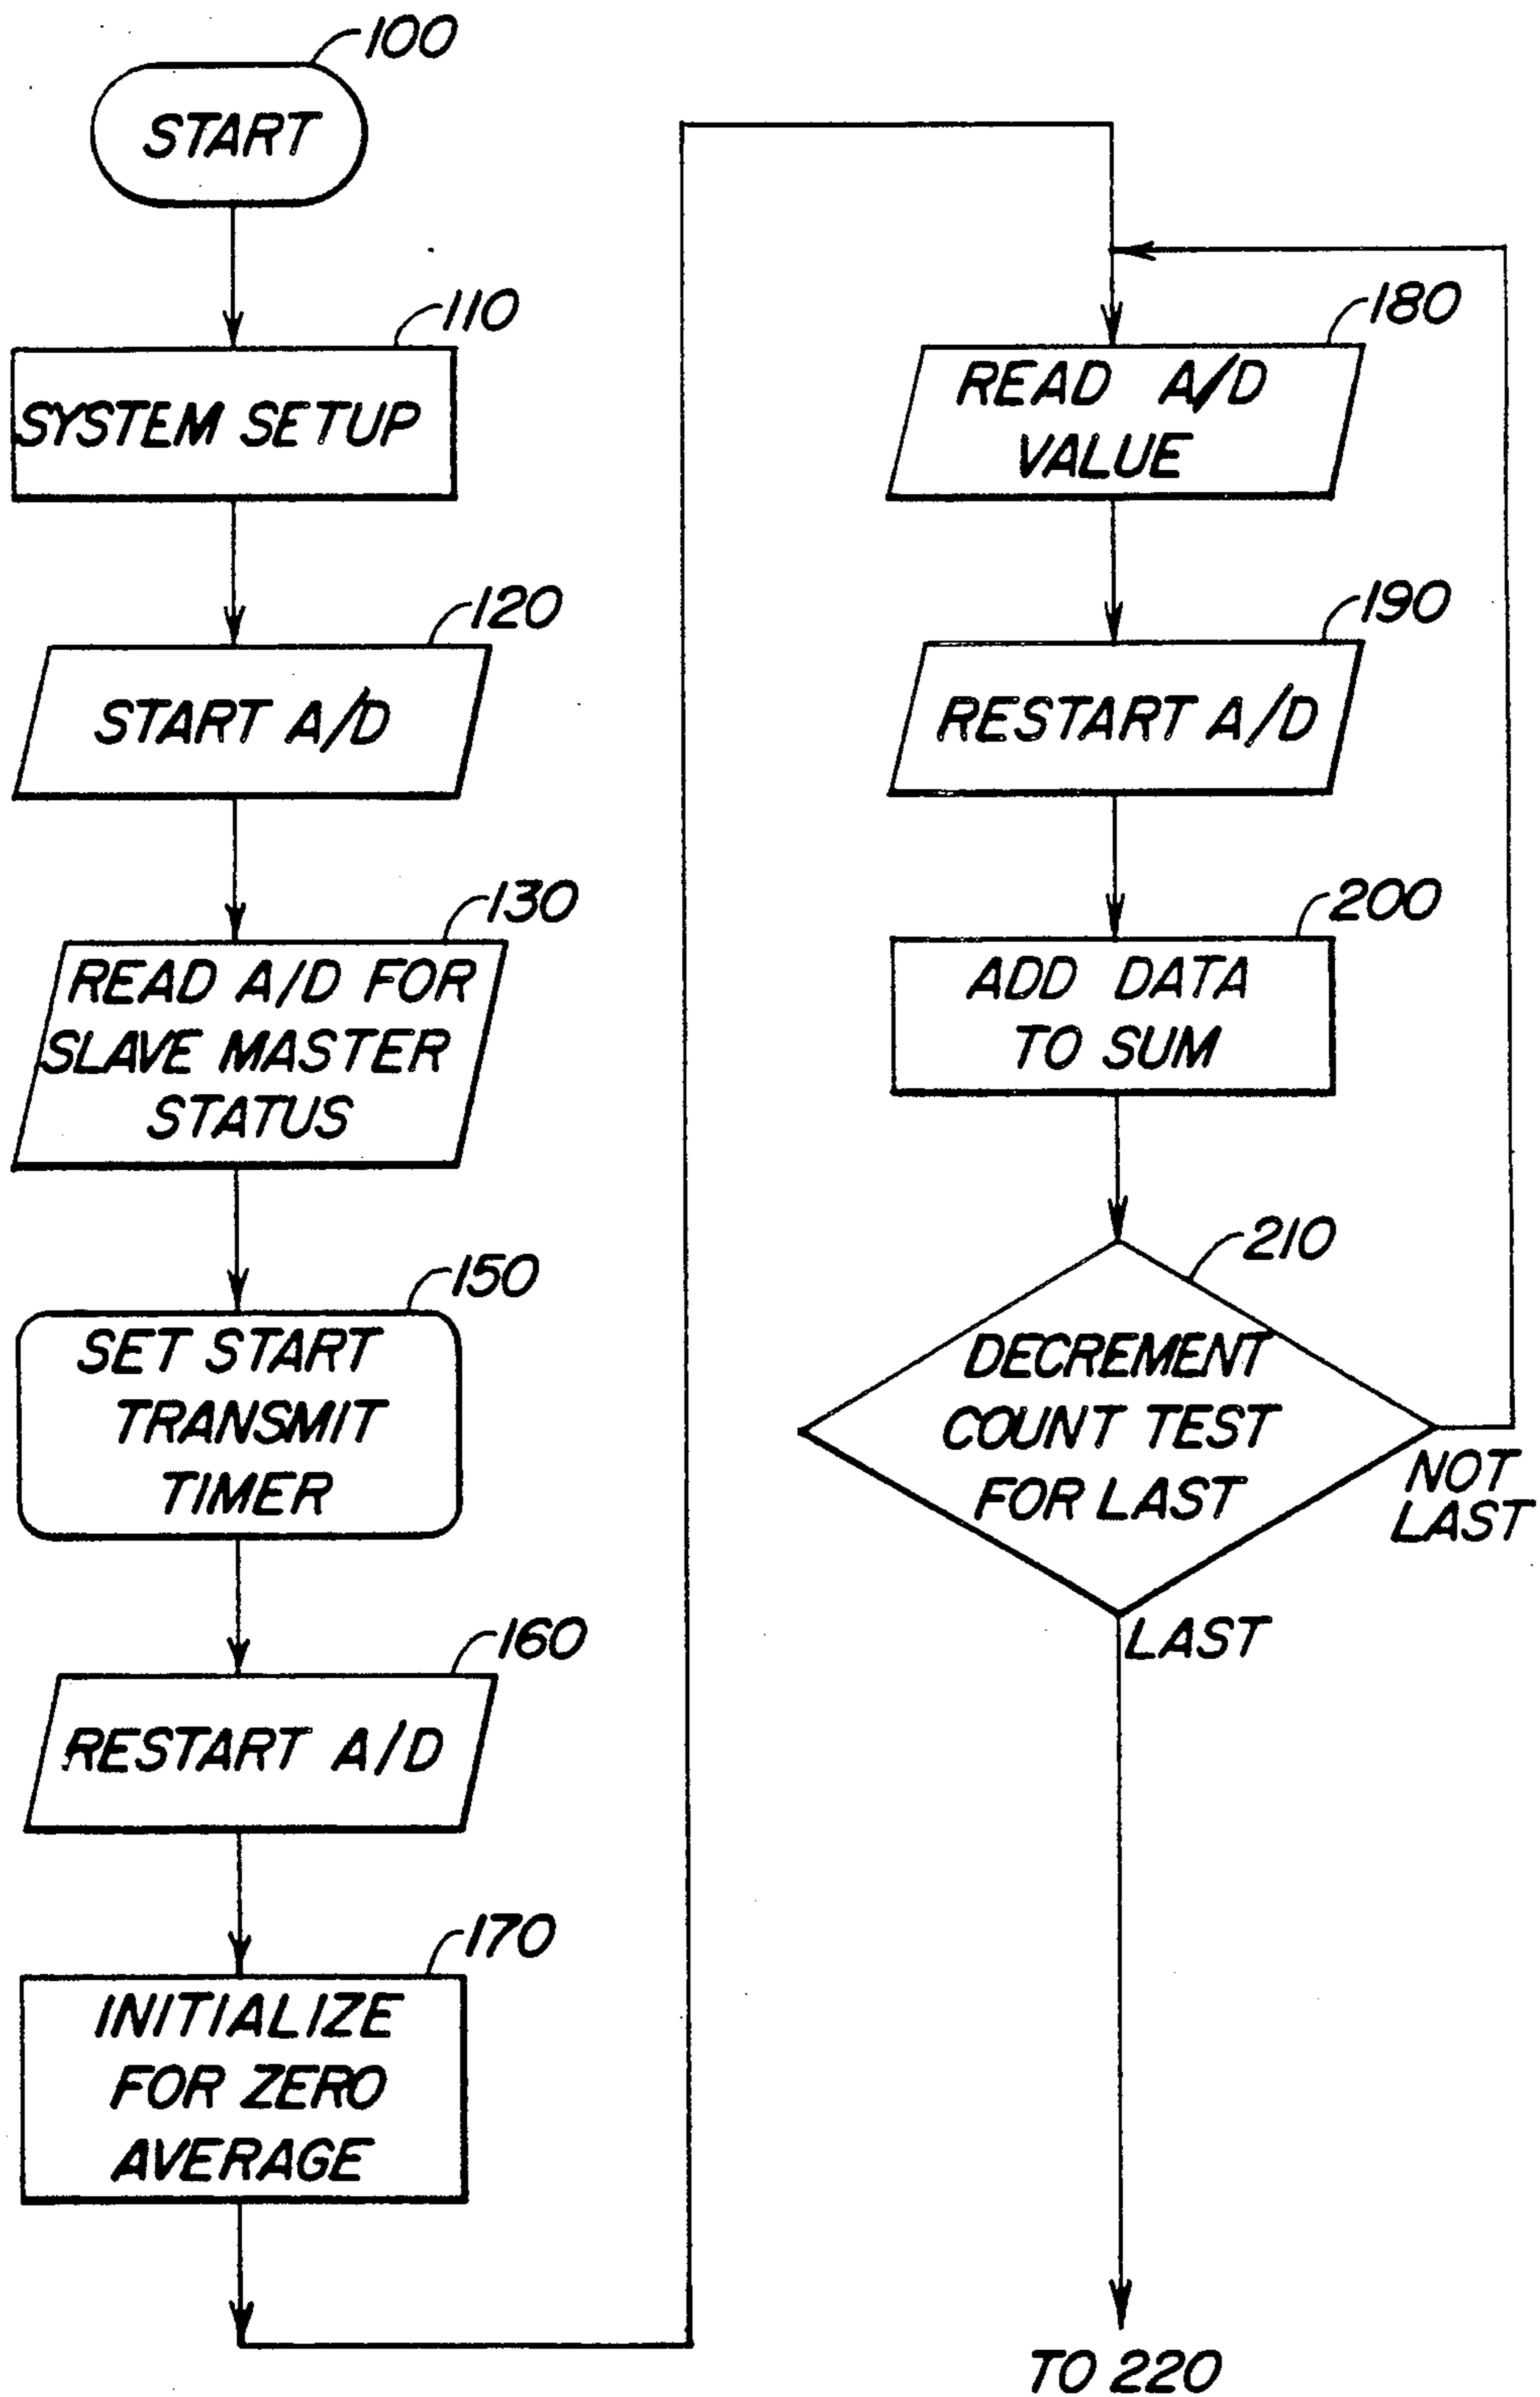 100
START
110
SYSTEM SETUP
120
START A/D
130
READ A/D FOR
SLAVE MASTER
STATUS
150
SET START
TRANSMIT
TIMER
160
RESTART A/D
170
INITIALIZE
FOR ZERO
AVERAGE
180
READ A/D
VALUE
190
RESTART A/D
200
ADD DATA
TO SUM
210
DECREMENT
COUNT TEST
FOR LAST
NOT
LAST
LAST
TO 220